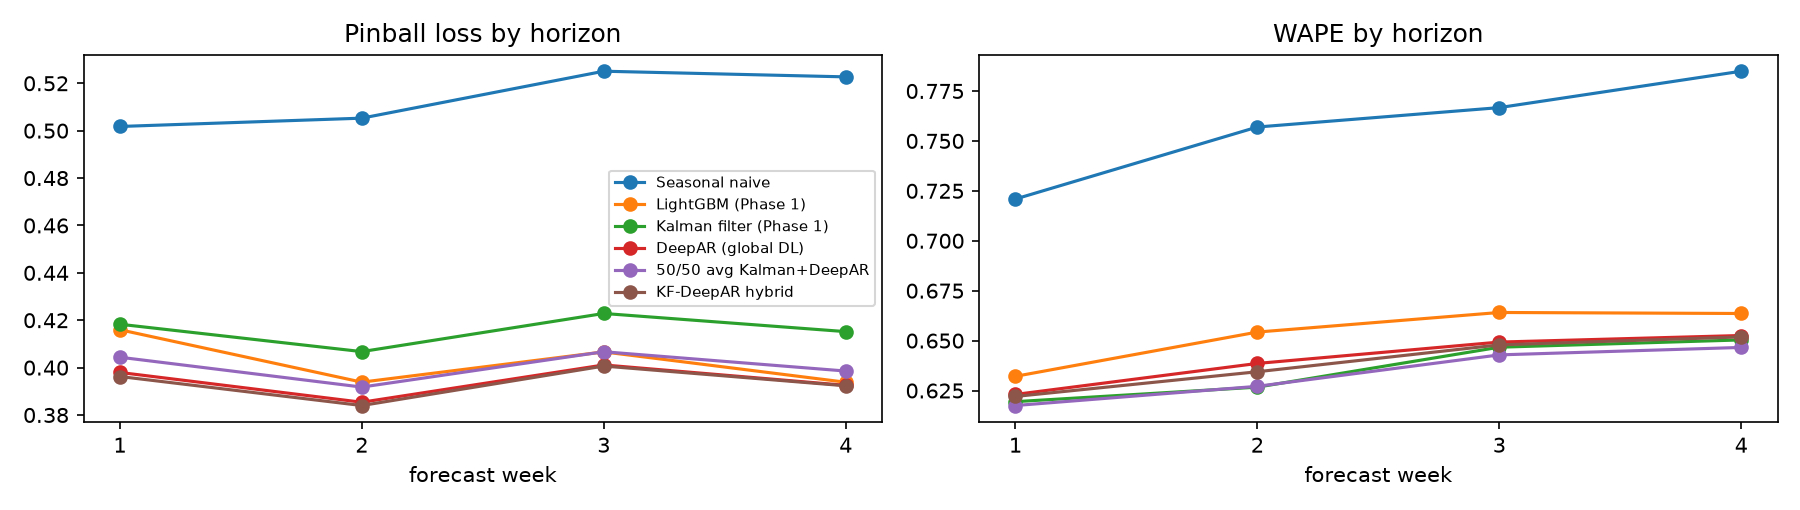 Pinball loss by horizon
0.52
0.50
0.48
0.46
0.44
0.42
0.40
0.38
Seasonal naive
LightGBM (Phase 1)
Kalman filter (Phase 1)
DeepAR (global DL)
50/50 avg Kalman+DeepAR
KF-DeepAR hybrid
1 2 3 4
forecast week
WAPE by horizon
0.775
0.750
0.725
0.700
0.675
0.650
0.625
1 2 3 4
forecast week